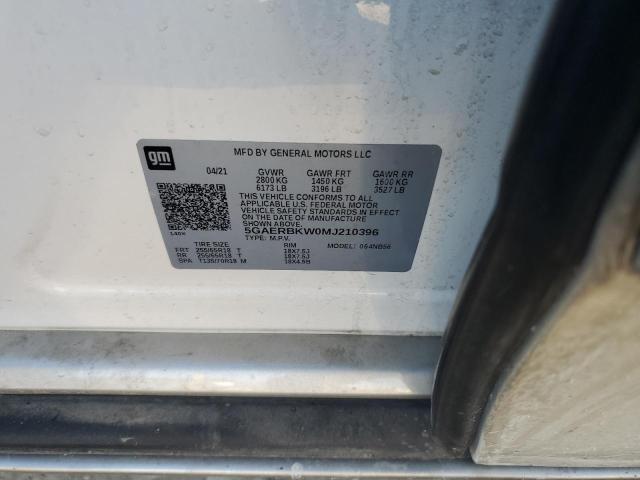 gm
MFD BY GENERAL MOTORS LLC
04/21 GVWR GAWR FRT GAWR RR
2800 KG 1450 KG 1600 KG
6173 LB 3196 LB 3527 LB
THIS VEHICLE CONFORMS TO ALL
APPLICABLE U.S. FEDERAL MOTOR
VEHICLE SAFETY STANDARDS IN EFFECT
ON THE DATE OF MANUFACTURE SHOWN ABOVE.
5GAERBKW0MJ210396
TYPE: M.P.V. MODEL: 064NB56
TIRE SIZE RIM
FRT 255/65R18 T 18X7.5J
RR 255/65R18 T 18X7.5J
SPA T135/70R18 M 18X4.5B